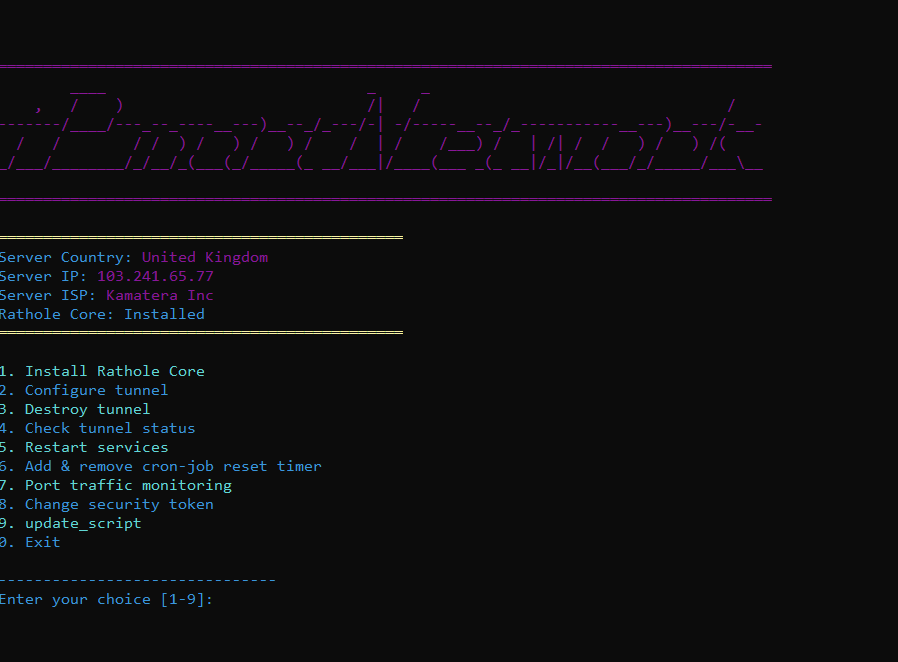 Server Country: United Kingdom
Server IP: 103.241.65.77
Server ISP: Kamatera Inc
Rathole Core: Installed
1. Install Rathole Core
2. Configure tunnel
3. Destroy tunnel
4. Check tunnel status
5. Restart services
6. Add & remove cron-job reset timer
7. Port traffic monitoring
8. Change security token
9. update_script
0. Exit
-------------------------------
Enter your choice [1-9]: